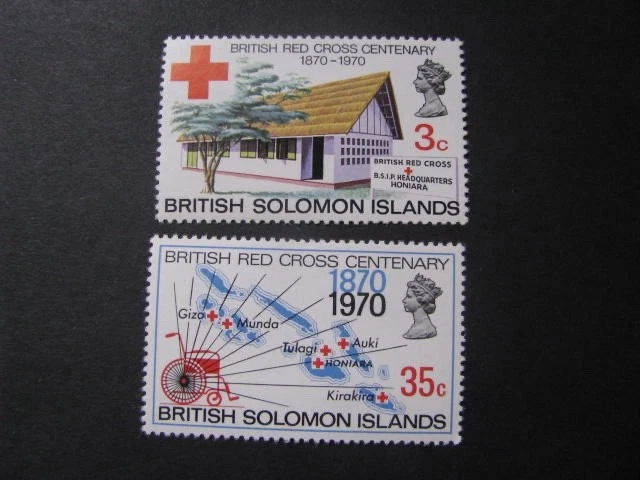 BRITISH RED CROSS CENTENARY
1870-1970
3c
BRITISH RED CROSS
B.S.I.P. HEADQUARTERS
HONIARA
BRITISH SOLOMON ISLANDS
BRITISH RED CROSS CENTENARY
1870
1970
Gizo
Munda
Tulagi
Auki
HONIARA
Kirakira
35c
BRITISH SOLOMON ISLANDS